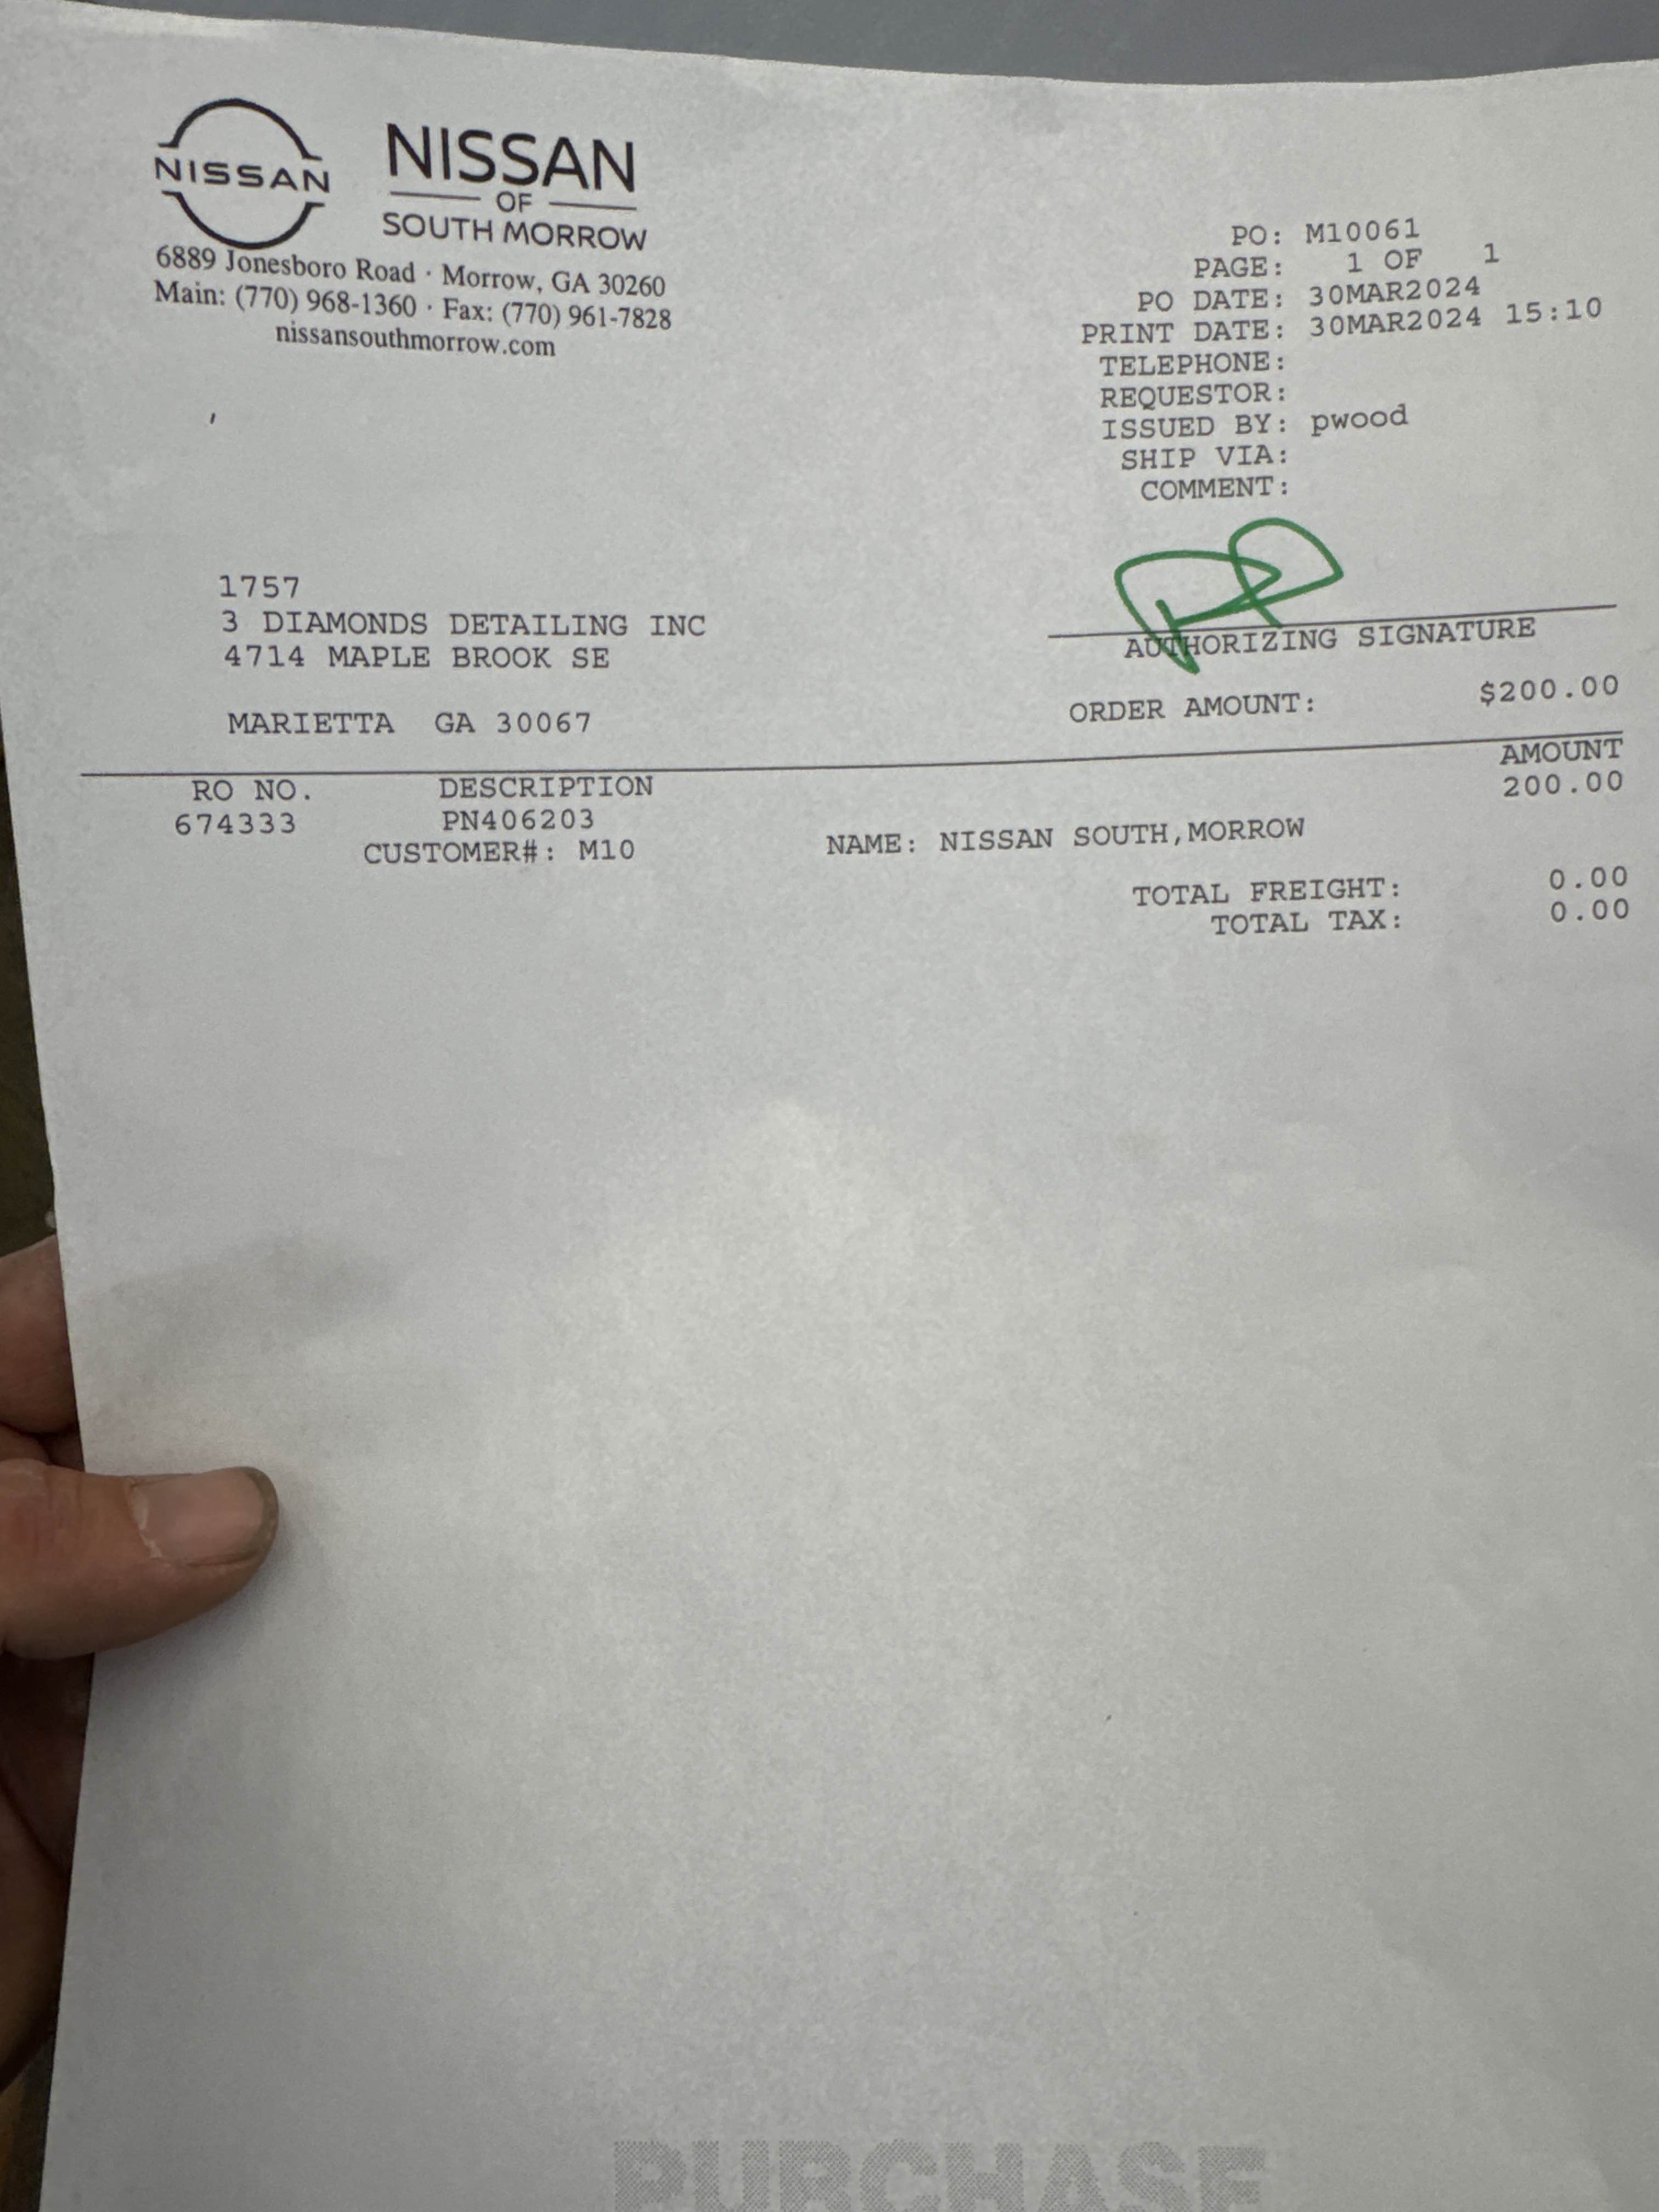 NISSAN
NISSAN
OF
SOUTH MORROW
6889 Jonesboro Road · Morrow, GA 30260
Main: (770) 968-1360 · Fax: (770) 961-7828
nissansouthmorrow.com
PO: M10061
PAGE: 1 OF 1
PO DATE: 30MAR2024
PRINT DATE: 30MAR2024 15:10
TELEPHONE:
REQUESTOR:
ISSUED BY: pwood
SHIP VIA:
COMMENT:
1757
3 DIAMONDS DETAILING INC
4714 MAPLE BROOK SE
MARIETTA GA 30067
AUTHORIZING SIGNATURE
ORDER AMOUNT: $200.00
RO NO. DESCRIPTION AMOUNT
674333 PN406203 200.00
CUSTOMER#: M10 NAME: NISSAN SOUTH,MORROW
TOTAL FREIGHT: 0.00
TOTAL TAX: 0.00
PURCHASE